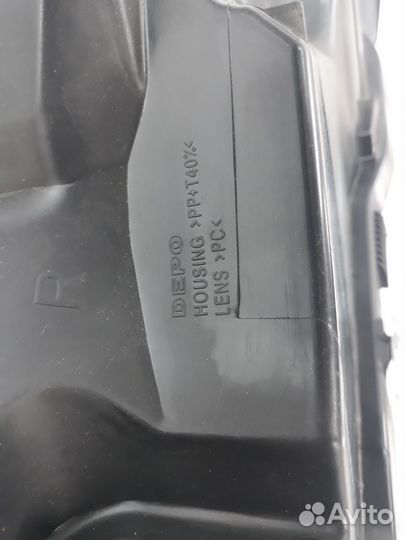 DEPO
HOUSING >PP+T40%<
LENS >PC<
R
Avito